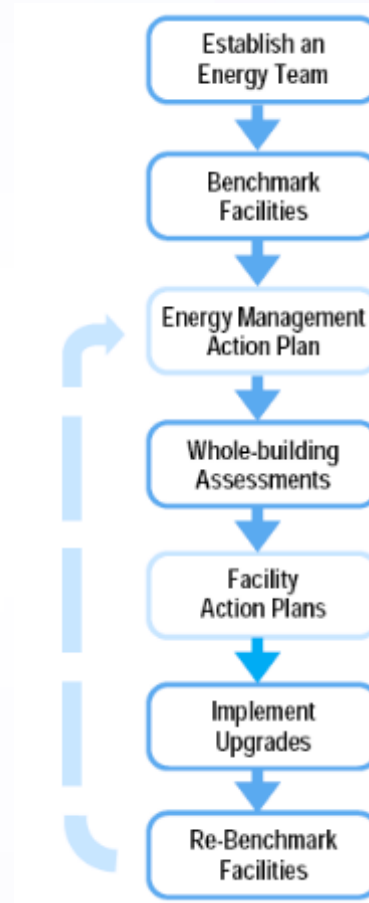 Establish an
Energy Team
Benchmark
Facilities
Energy Management
Action Plan
Whole-building
Assessments
Facility
Action Plans
Implement
Upgrades
Re-Benchmark
Facilities